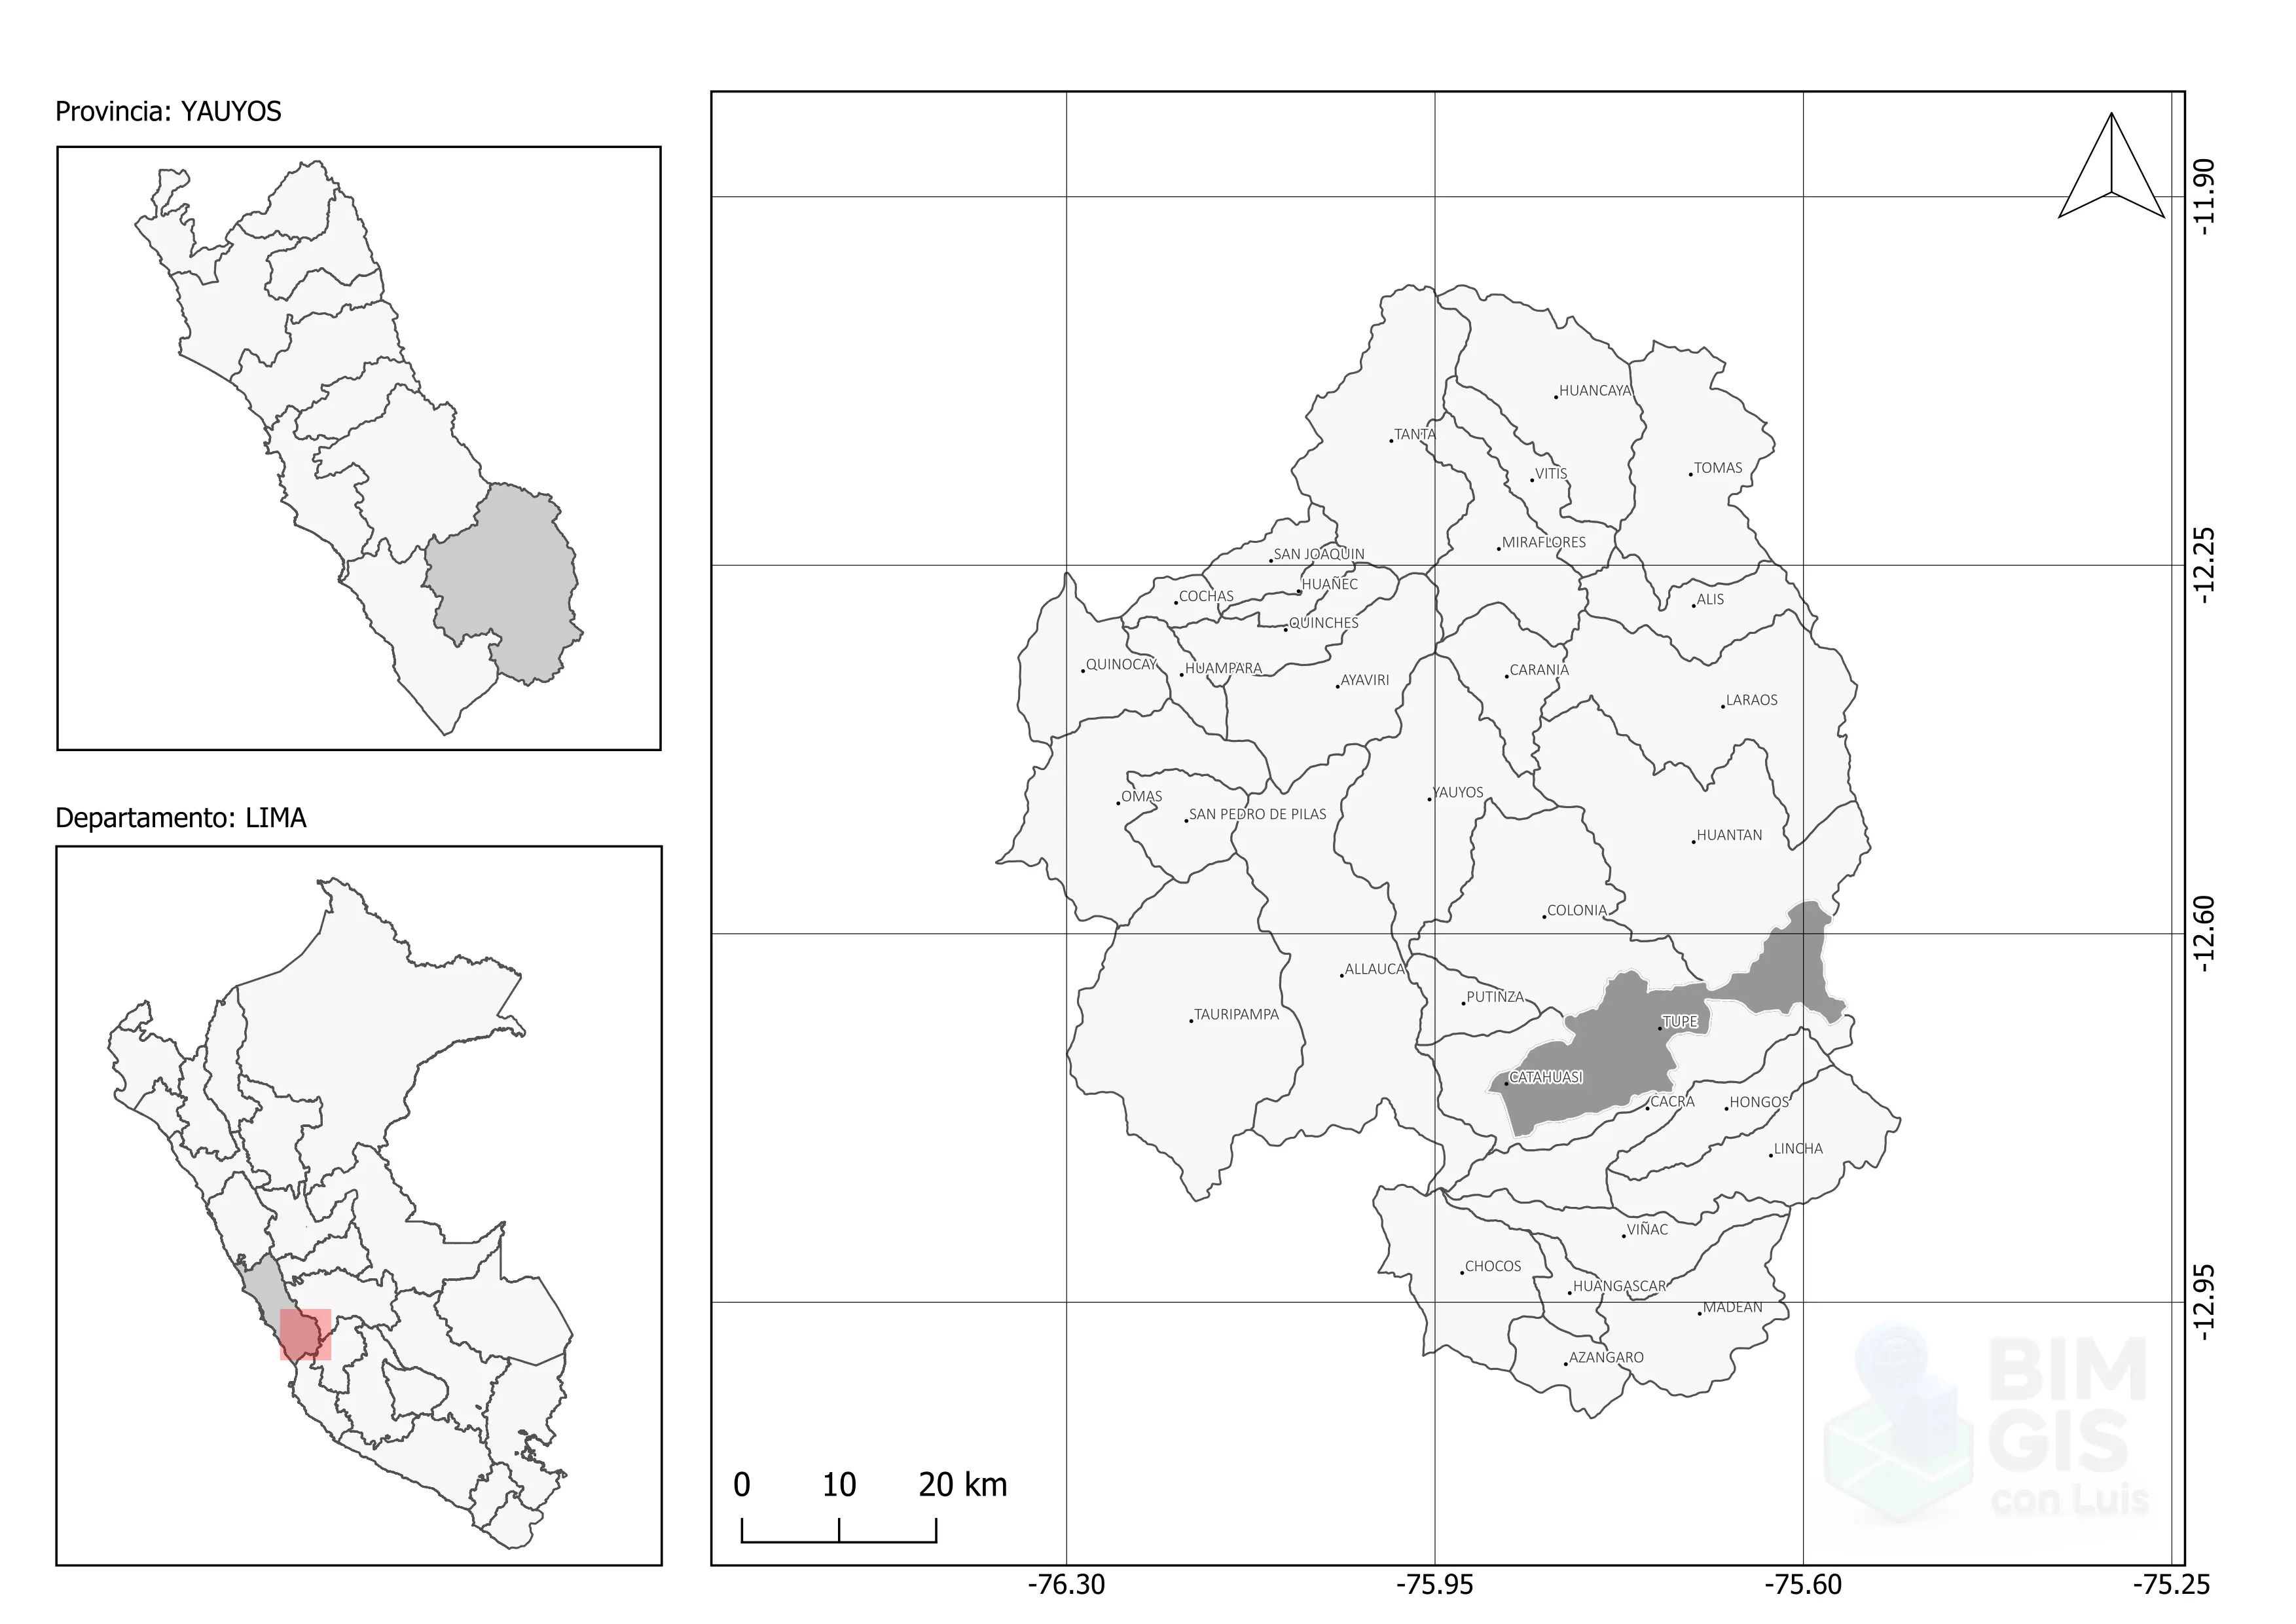 Provincia: YAUYOS
Departamento: LIMA
-11.90
-12.25
-12.60
-12.95
HUANCAYA
TANTA
TOMAS
VITIS
MIRAFLORES
SAN JOAQUIN
HUAÑEC
COCHAS
ALIS
QUINCHES
QUINOCAY
HUAMPARA
CARANIA
AYAVIRI
LARAOS
YAUYOS
OMAS
SAN PEDRO DE PILAS
HUANTAN
COLONIA
ALLAUCA
PUTINZA
TAURIPAMPA
TUPE
CATAHUASI
CACRA
HONGOS
LINCHA
VIÑAC
CHOCOS
HUANGASCAR
MADEAN
AZANGARO
BIM
GIS
con Luis
0 10 20 km
-76.30 -75.95 -75.60 -75.25